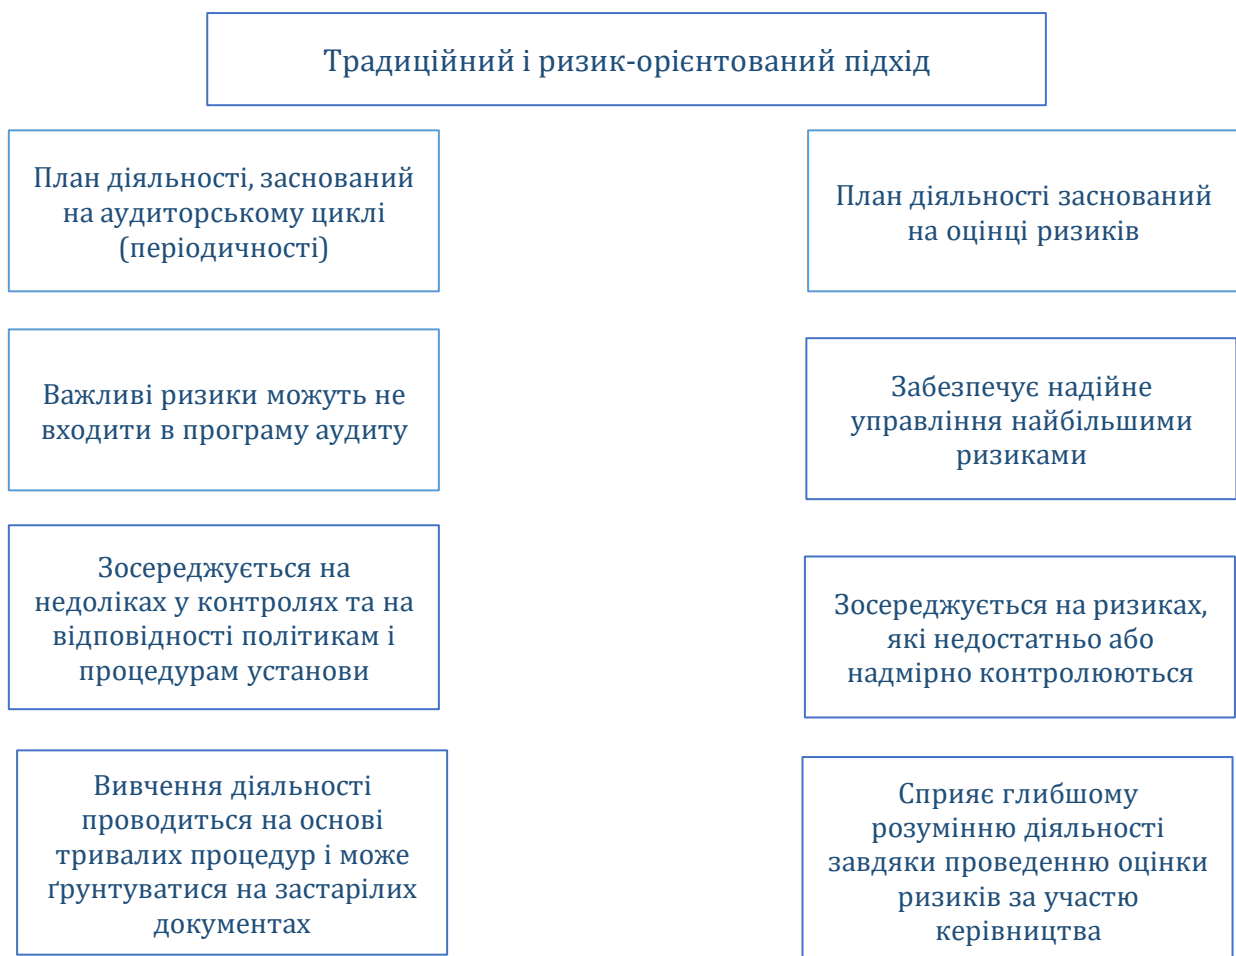 Традиційний і ризик-орієнтований підхід
План діяльності, заснований
на аудиторському циклі
(періодичності)
План діяльності заснований
на оцінці ризиків
Важливі ризики можуть не
входити в програму аудиту
Забезпечує надійне
управління найбільшими
ризиками
Зосереджується на
недоліках у контролях та на
відповідності політикам і
процедурам установи
Зосереджується на ризиках,
які недостатньо або
надмірно контролюються
Вивчення діяльності
проводиться на основі
тривалих процедур і може
ґрунтуватися на застарілих
документах
Сприяє глибшому
розумінню діяльності
завдяки проведенню оцінки
ризиків за участю
керівництва